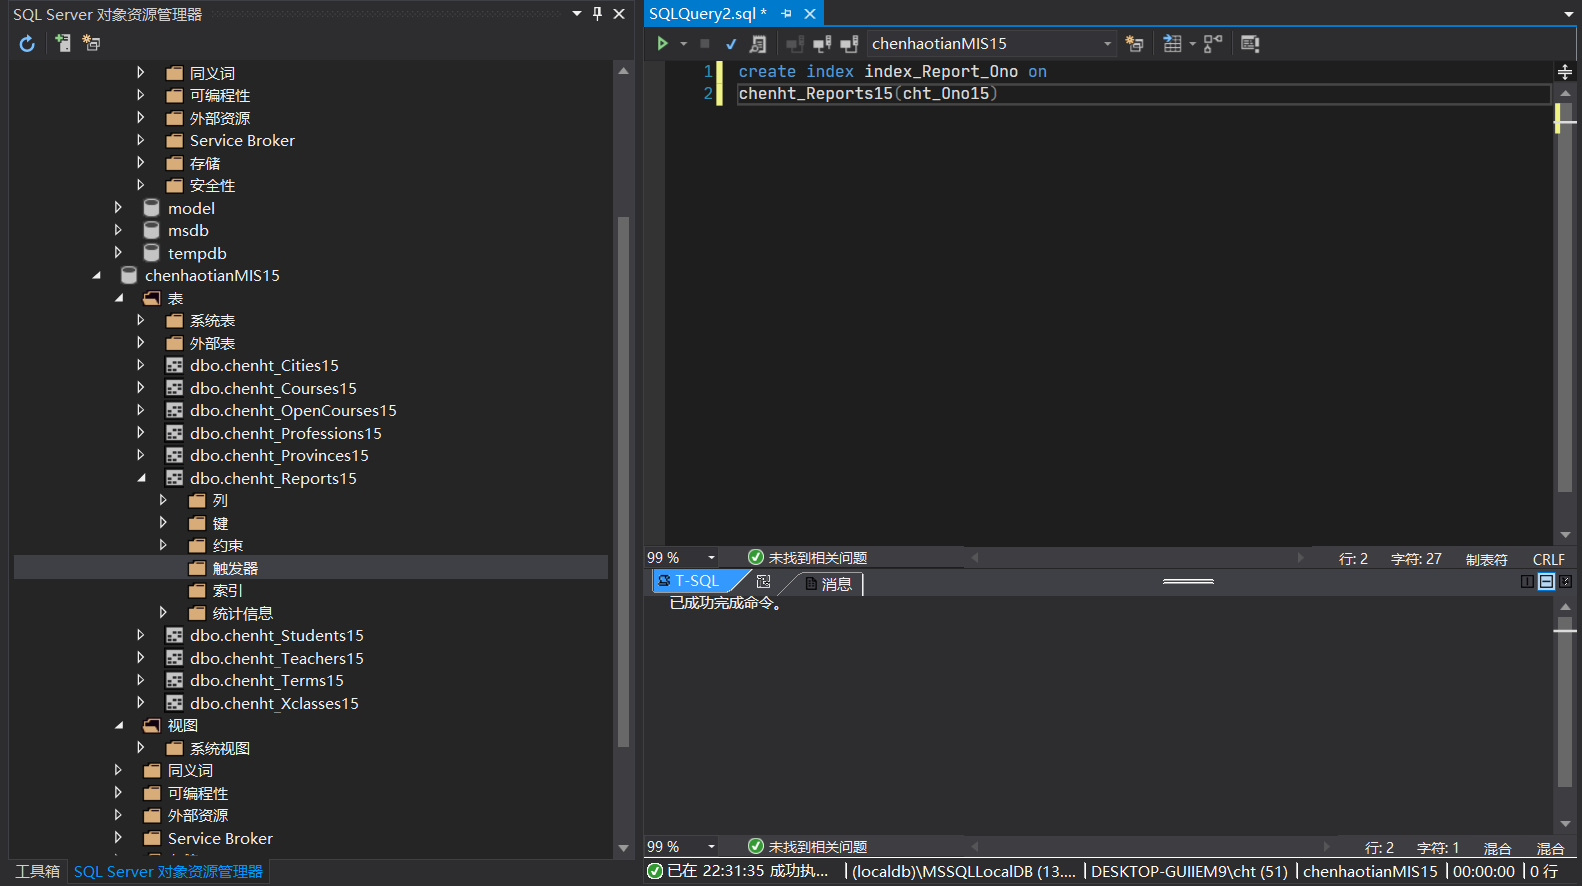 SQL Server 对象资源管理器
同义词
可编程性
外部资源
Service Broker
存储
安全性
model
msdb
tempdb
chenhaotianMIS15
表
系统表
外部表
dbo.chenht_Cities15
dbo.chenht_Courses15
dbo.chenht_OpenCourses15
dbo.chenht_Professions15
dbo.chenht_Provinces15
dbo.chenht_Reports15
列
键
约束
触发器
索引
统计信息
dbo.chenht_Students15
dbo.chenht_Teachers15
dbo.chenht_Terms15
dbo.chenht_Xclasses15
视图
系统视图
同义词
可编程性
外部资源
Service Broker
工具箱 SQL Server 对象资源管理器
SQLQuery2.sql *
chenhaotianMIS15
1 create index index_Report_Ono on
2 chenht_Reports15(cht_Ono15)
99 % 未找到相关问题 行: 2 字符: 27 制表符 CRLF
T-SQL 消息
已成功完成命令。
99 % 未找到相关问题 行: 2 字符: 1 混合 混合
已在 22:31:35 成功执... (localdb)\MSSQLLocalDB (13.... DESKTOP-GUIIEM9\cht (51) chenhaotianMIS15 00:00:00 0 行